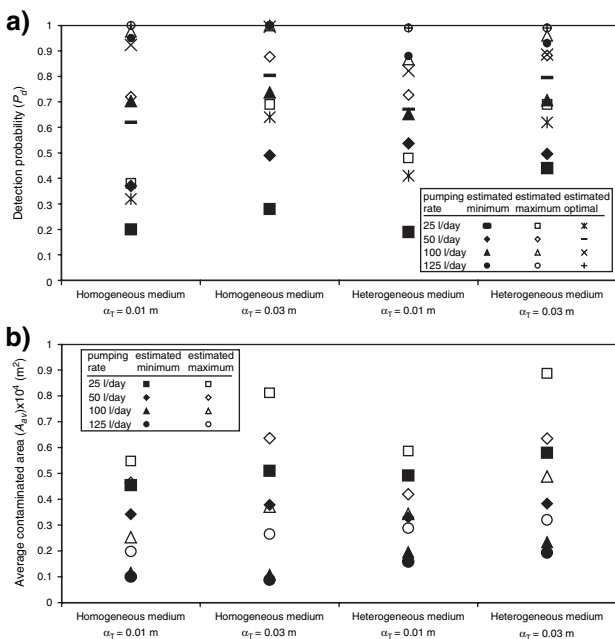 a)
Detection probability (Pd)
1
0.9
0.8
0.7
0.6
0.5
0.4
0.3
0.2
0.1
0
pumping estimated estimated estimated
rate minimum maximum optimal
25 l/day
50 l/day
100 l/day
125 l/day
Homogeneous medium Homogeneous medium Heterogeneous medium Heterogeneous medium
αT = 0.01 m αT = 0.03 m αT = 0.01 m αT = 0.03 m
b)
Average contaminated area (Aav)x10⁴ (m²)
1
0.9
0.8
0.7
0.6
0.5
0.4
0.3
0.2
0.1
0
pumping estimated estimated
rate minimum maximum
25 l/day
50 l/day
100 l/day
125 l/day
Homogeneous medium Homogeneous medium Heterogeneous medium Heterogeneous medium
αT = 0.01 m αT = 0.03 m αT = 0.01 m αT = 0.03 m